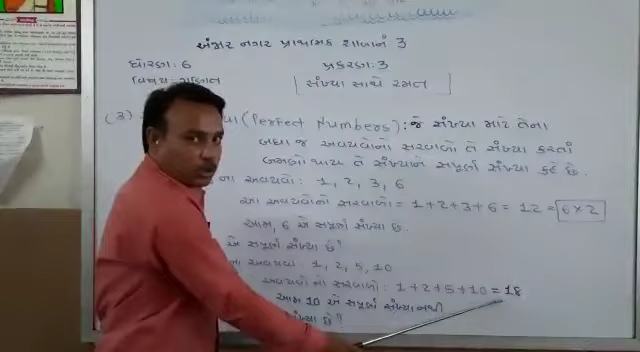 અંજાર નગર પ્રાથમિક શાળાનં 3
ધોરણ: 6 પ્રકરણ: 3
વિષય: ગણિત સંખ્યા સાથે રમત
(3) (Perfect Numbers): જે સંખ્યા માટે તેના
બધા જ અવયવોનો સરવાળો તે સંખ્યા કરતાં
બમણો થાય તે સંખ્યાને સંપૂર્ણ સંખ્યા કહે છે.
ના અવયવો: 1, 2, 3, 6
આ અવયવોનો સરવાળો = 1+2+3+6 = 12 = 6×2
આમ, 6 એ સંપૂર્ણ સંખ્યા છે.
એ સંપૂર્ણ સંખ્યા છે?
ના અવયવો: 1, 2, 5, 10
અવયવોનો સરવાળો: 1+2+5+10 = 18
આમ 10 એ સંપૂર્ણ સંખ્યા નથી
સંખ્યા છે?